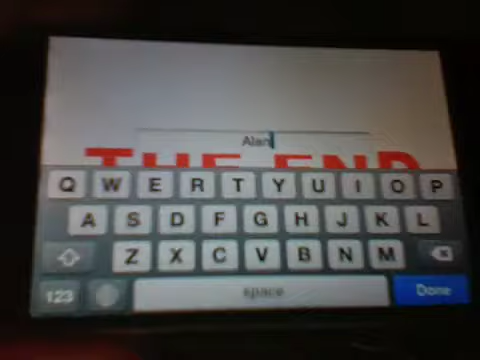 Alan
THE END
Q W E R T Y U I O P
A S D F G H J K L
Z X C V B N M
123 space Done